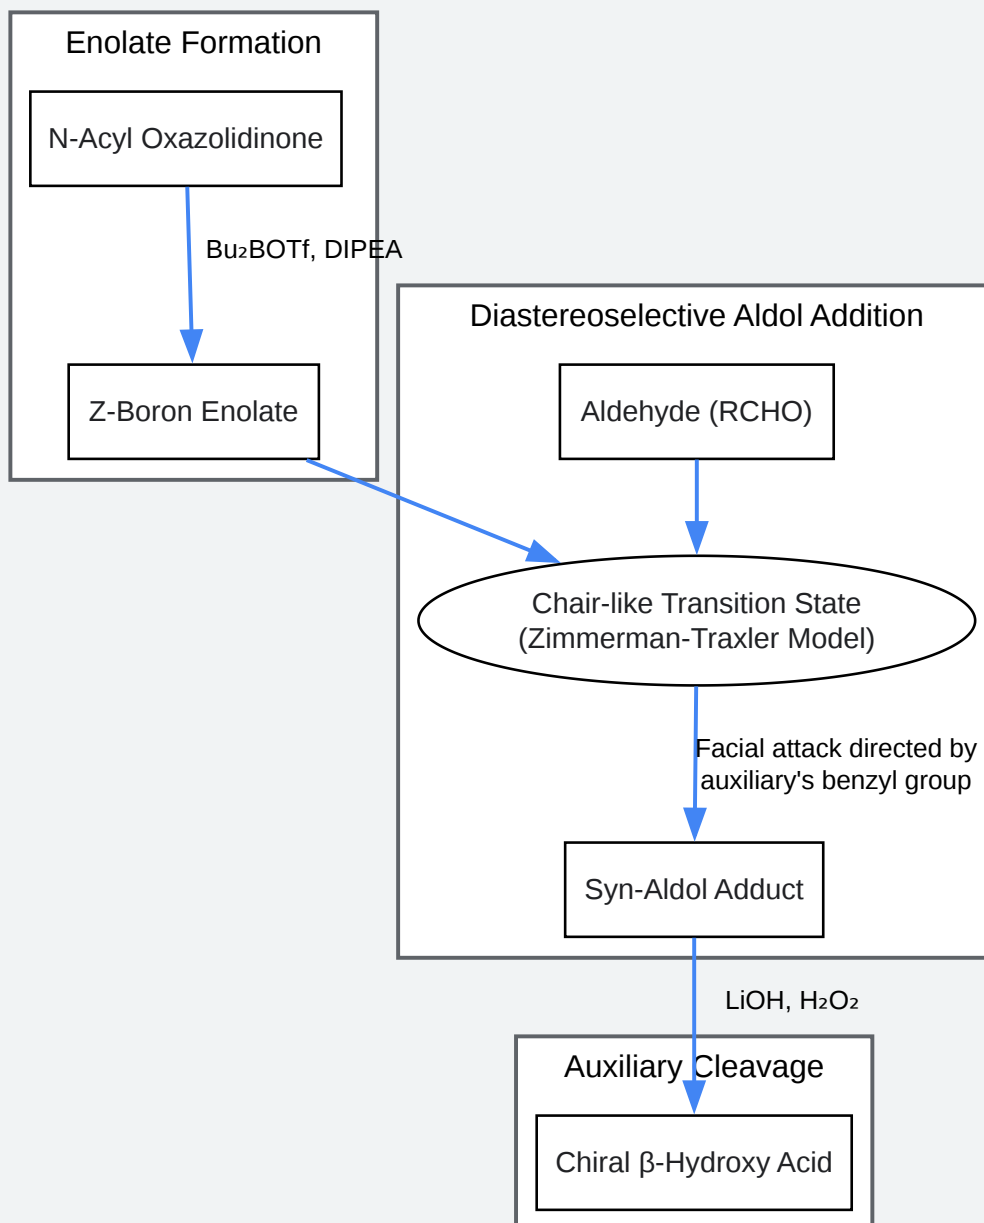 Enolate Formation
N-Acyl Oxazolidinone
Bu₂BOTf, DIPEA
Z-Boron Enolate
Diastereoselective Aldol Addition
Aldehyde (RCHO)
Chair-like Transition State
(Zimmerman-Traxler Model)
Facial attack directed by
auxiliary's benzyl group
Syn-Aldol Adduct
LiOH, H₂O₂
Auxiliary Cleavage
Chiral β-Hydroxy Acid